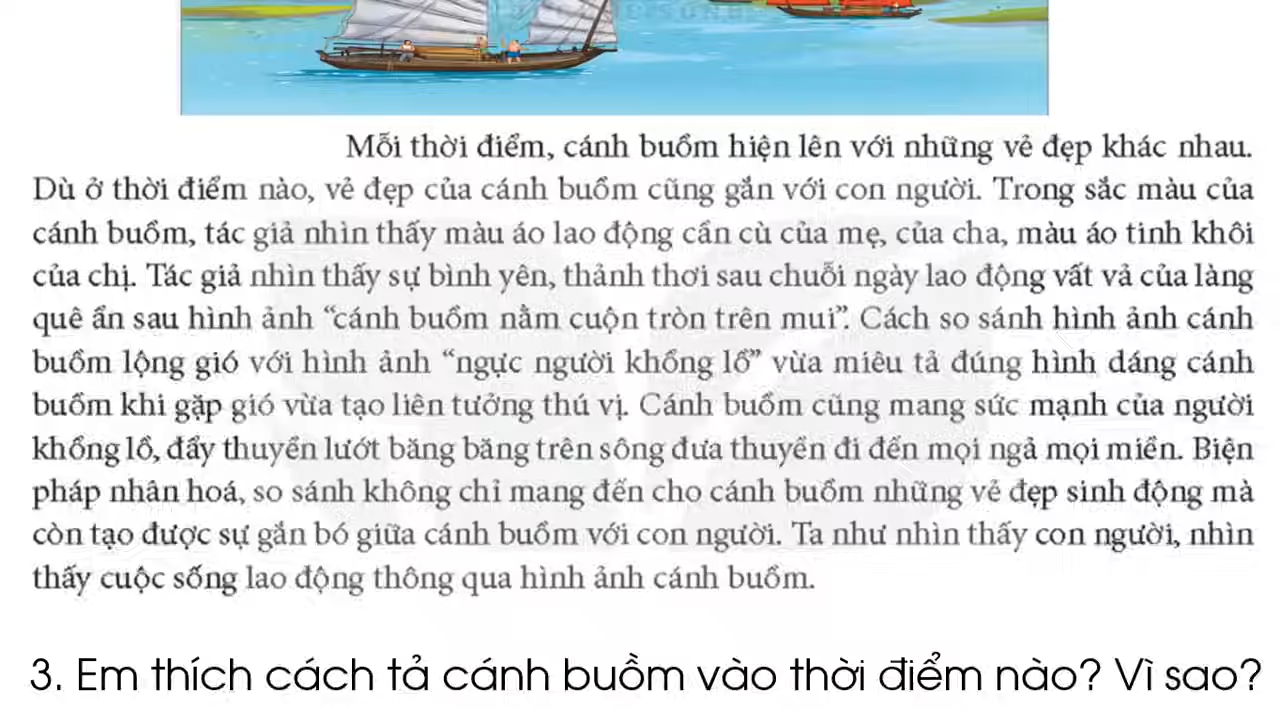 Mỗi thời điểm, cánh buồm hiện lên với những vẻ đẹp khác nhau.
Dù ở thời điểm nào, vẻ đẹp của cánh buồm cũng gắn với con người. Trong sắc màu của
cánh buồm, tác giả nhìn thấy màu áo lao động cần cù của mẹ, của cha, màu áo tinh khôi
của chị. Tác giả nhìn thấy sự bình yên, thảnh thơi sau chuỗi ngày lao động vất vả của làng
quê ẩn sau hình ảnh “cánh buồm nằm cuộn tròn trên mui”. Cách so sánh hình ảnh cánh
buồm lộng gió với hình ảnh “ngực người khổng lồ” vừa miêu tả đúng hình dáng cánh
buồm khi gặp gió vừa tạo liên tưởng thú vị. Cánh buồm cũng mang sức mạnh của người
khổng lồ, đẩy thuyền lướt băng băng trên sông đưa thuyền đi đến mọi ngả mọi miền. Biện
pháp nhân hoá, so sánh không chỉ mang đến cho cánh buồm những vẻ đẹp sinh động mà
còn tạo được sự gắn bó giữa cánh buồm với con người. Ta như nhìn thấy con người, nhìn
thấy cuộc sống lao động thông qua hình ảnh cánh buồm.
3. Em thích cách tả cánh buồm vào thời điểm nào? Vì sao?